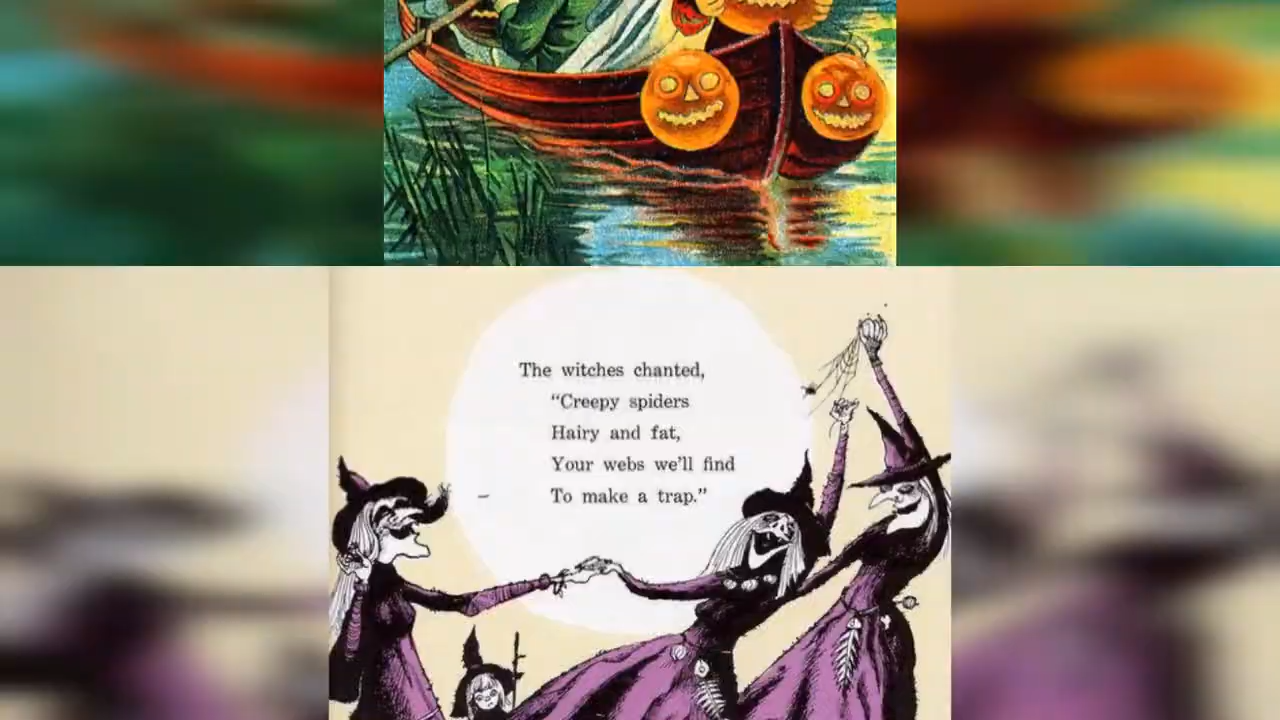 The witches chanted,
“Creepy spiders
Hairy and fat,
Your webs we'll find
To make a trap.”